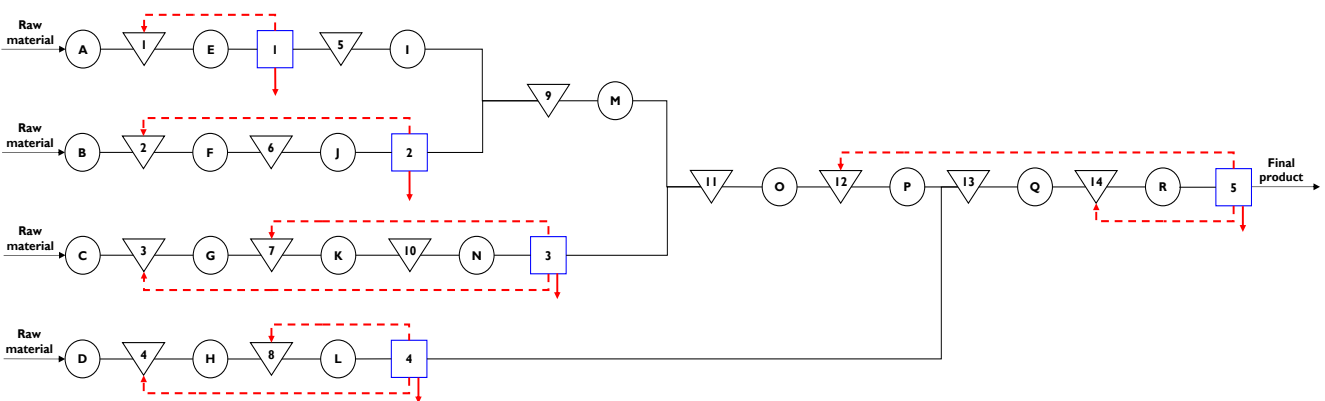 Raw
material
A
1
E
1
5
I
9
M
Raw
material
B
2
F
6
J
2
11
O
12
P
13
Q
14
R
5
Final
product
Raw
material
C
3
G
7
K
10
N
3
Raw
material
D
4
H
8
L
4